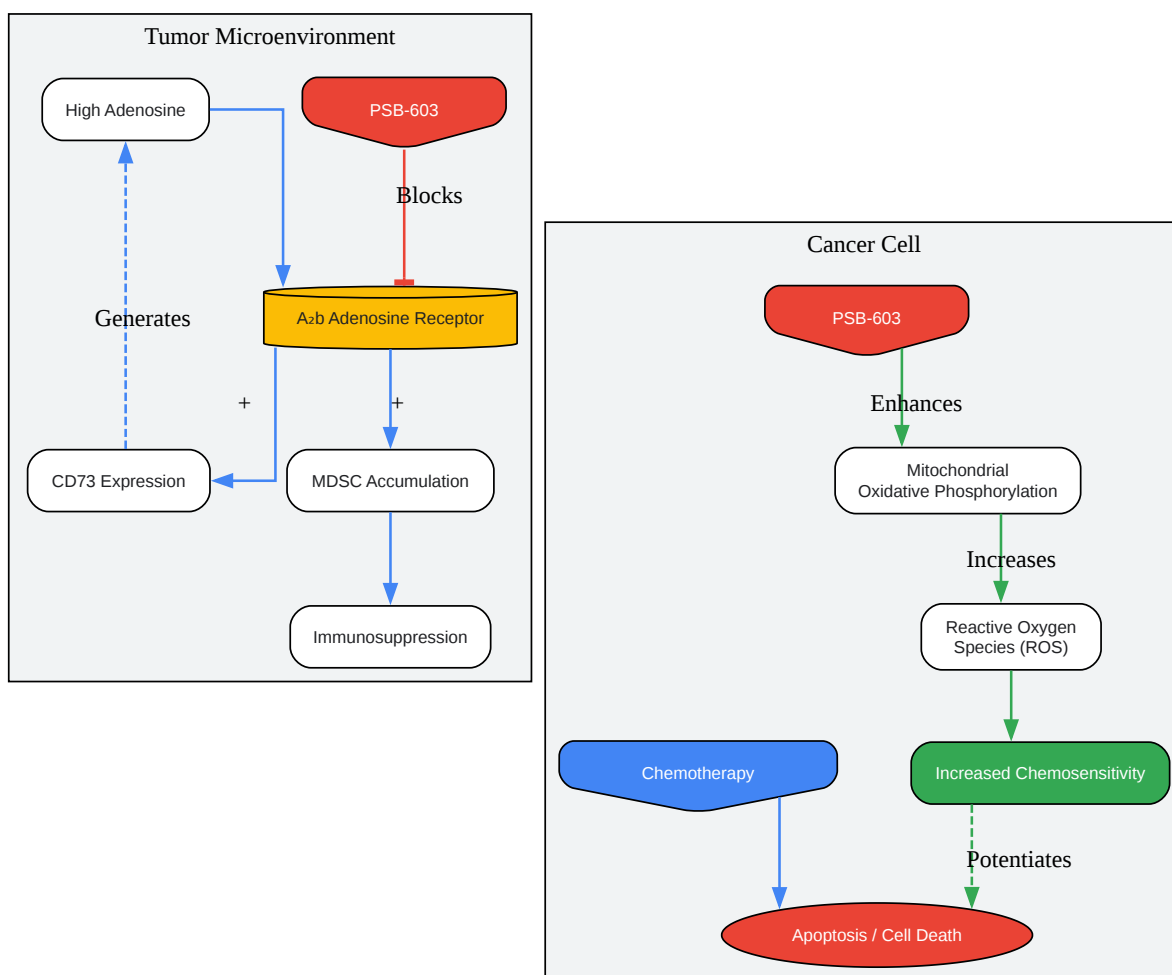 Tumor Microenvironment
High Adenosine
PSB-603
Blocks
Generates
A₂b Adenosine Receptor
+
+
CD73 Expression
MDSC Accumulation
Immunosuppression
Cancer Cell
PSB-603
Enhances
Mitochondrial
Oxidative Phosphorylation
Increases
Reactive Oxygen
Species (ROS)
Chemotherapy
Increased Chemosensitivity
Potentiates
Apoptosis / Cell Death